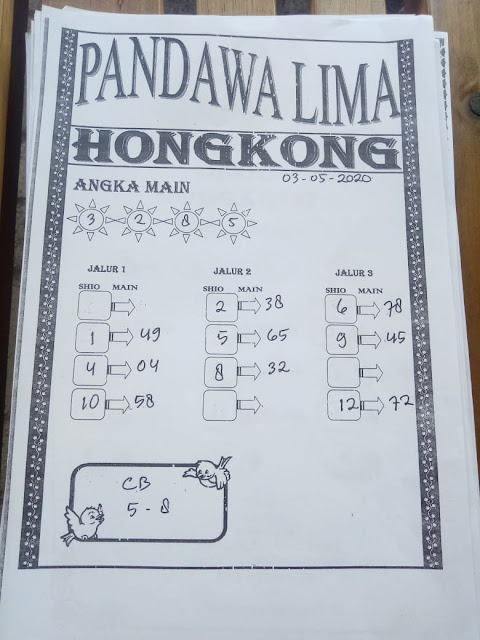 PANDAWA LIMA
HONGKONG
03-05-2020
ANGKA MAIN
3 2 8 5
JALUR 1 JALUR 2 JALUR 3
SHIO MAIN SHIO MAIN SHIO MAIN
2 38 6 78
1 49 5 65 9 45
4 04 8 32
10 58 12 72
CB
5 - 8